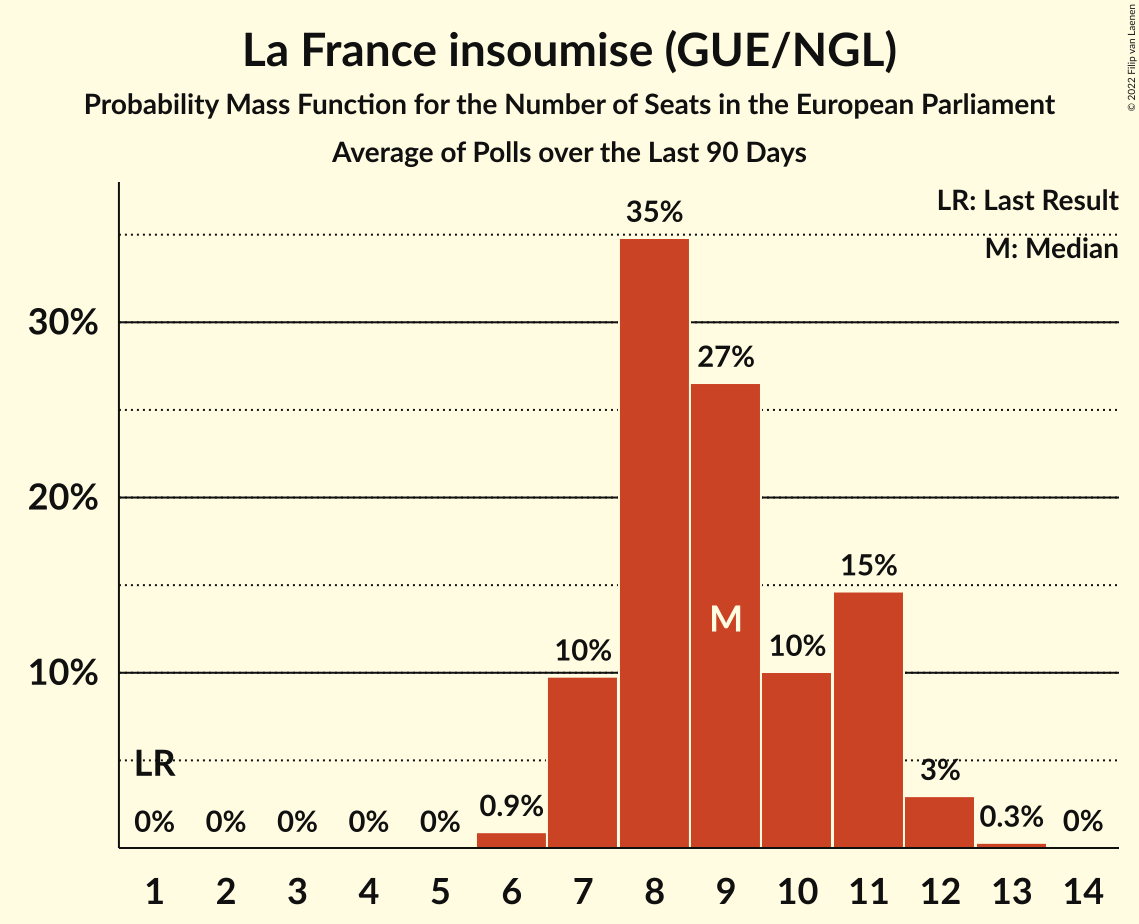 La France insoumise (GUE/NGL)
Probability Mass Function for the Number of Seats in the European Parliament
Average of Polls over the Last 90 Days
© 2022 Filip van Laenen
LR: Last Result
M: Median
35%
30%
27%
20%
15%
M
10%
10%
10%
LR
3%
0%
0%
0%
0%
0%
0.9%
0.3%
0%
1 2 3 4 5 6 7 8 9 10 11 12 13 14